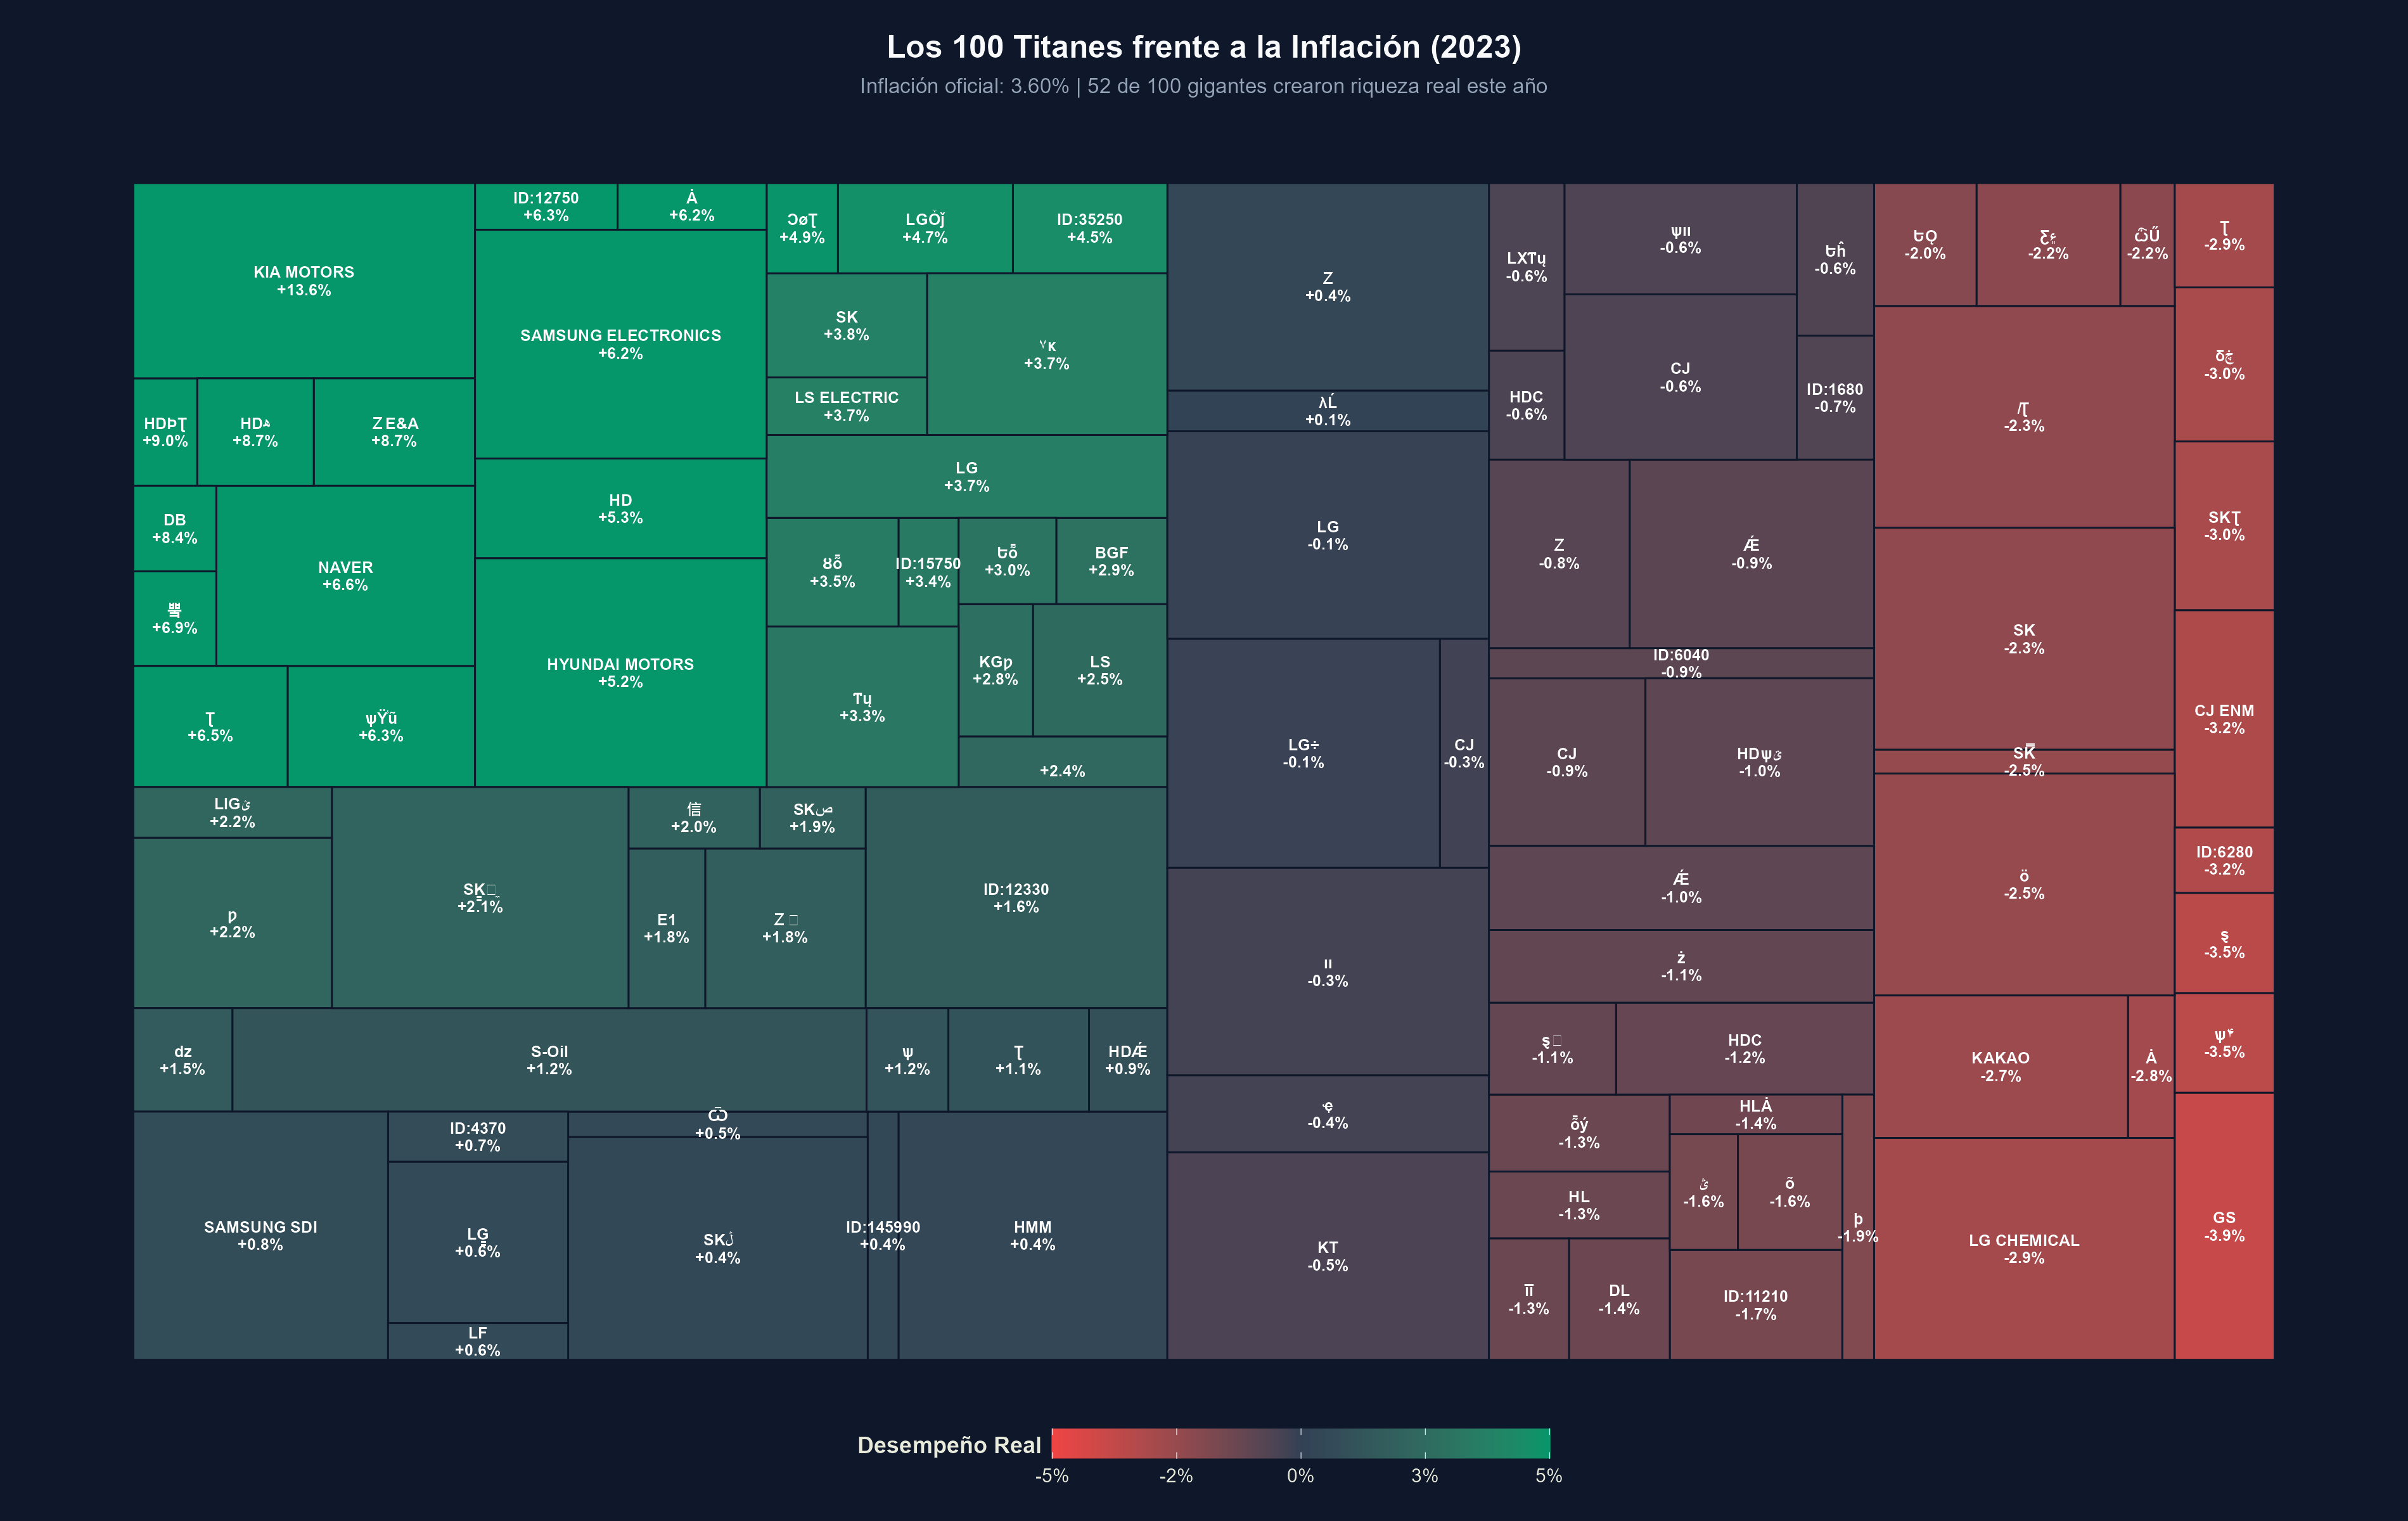 Los 100 Titanes frente a la Inflación (2023)
Inflación oficial: 3.60% | 52 de 100 gigantes crearon riqueza real este año
KIA MOTORS
+13.6%
HDÞƮ
+9.0%
HD
+8.7%
Z E&A
+8.7%
DB
+8.4%
+6.9%
NAVER
+6.6%
Ʈ
+6.5%
+6.3%
ID:12750
+6.3%
Ȧ
+6.2%
SAMSUNG ELECTRONICS
+6.2%
HD
+5.3%
HYUNDAI MOTORS
+5.2%
ƆøƮ
+4.9%
+4.7%
ID:35250
+4.5%
SK
+3.8%
+3.7%
LS ELECTRIC
+3.7%
LG
+3.7%
+3.5%
ID:15750
+3.4%
+3.0%
BGF
+2.9%
+3.3%
KGƿ
+2.8%
LS
+2.5%
+2.4%
+2.2%
ƿ
+2.2%
+2.1%
信
+2.0%
+1.9%
E1
+1.8%
Z
+1.8%
ID:12330
+1.6%
ǳ
+1.5%
S-Oil
+1.2%
ψ
+1.2%
Ʈ
+1.1%
HDǼ
+0.9%
SAMSUNG SDI
+0.8%
ID:4370
+0.7%
+0.6%
LF
+0.6%
+0.5%
+0.4%
ID:145990
+0.4%
HMM
+0.4%
Z
+0.4%
λĹ
+0.1%
LG
-0.1%
LG÷
-0.1%
CJ
-0.3%
װ
-0.3%
-0.4%
KT
-0.5%
-0.6%
ψװ
-0.6%
Եĥ
-0.6%
HDC
-0.6%
CJ
-0.6%
ID:1680
-0.7%
Z
-0.8%
Ǽ
-0.9%
ID:6040
-0.9%
CJ
-0.9%
-1.0%
Ǽ
-1.0%
ż
-1.1%
-1.1%
HDC
-1.2%
-1.3%
HL
-1.3%
-1.3%
DL
-1.4%
HLȦ
-1.4%
-1.6%
õ
-1.6%
ID:11210
-1.7%
þ
-1.9%
-2.0%
-2.2%
-2.2%
-2.3%
SK
-2.3%
-2.5%
ö
-2.5%
KAKAO
-2.7%
Ȧ
-2.8%
LG CHEMICAL
-2.9%
Ʈ
-2.9%
-3.0%
SKƮ
-3.0%
CJ ENM
-3.2%
ID:6280
-3.2%
-3.5%
-3.5%
GS
-3.9%
Desempeño Real
-5%
-2%
0%
3%
5%